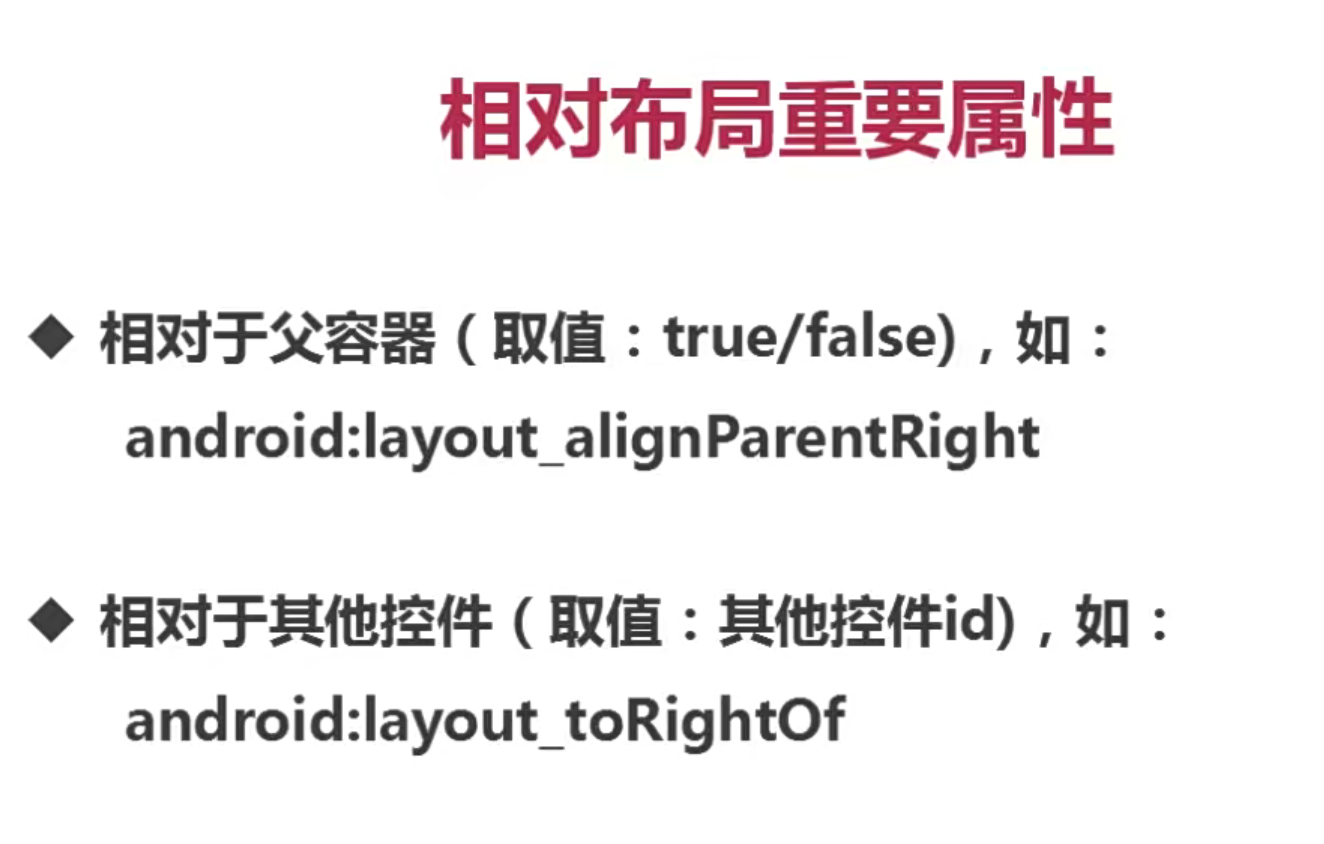 相对布局重要属性
◆ 相对于父容器（取值：true/false)，如：
android:layout_alignParentRight
◆ 相对于其他控件（取值：其他控件id)，如：
android:layout_toRightOf